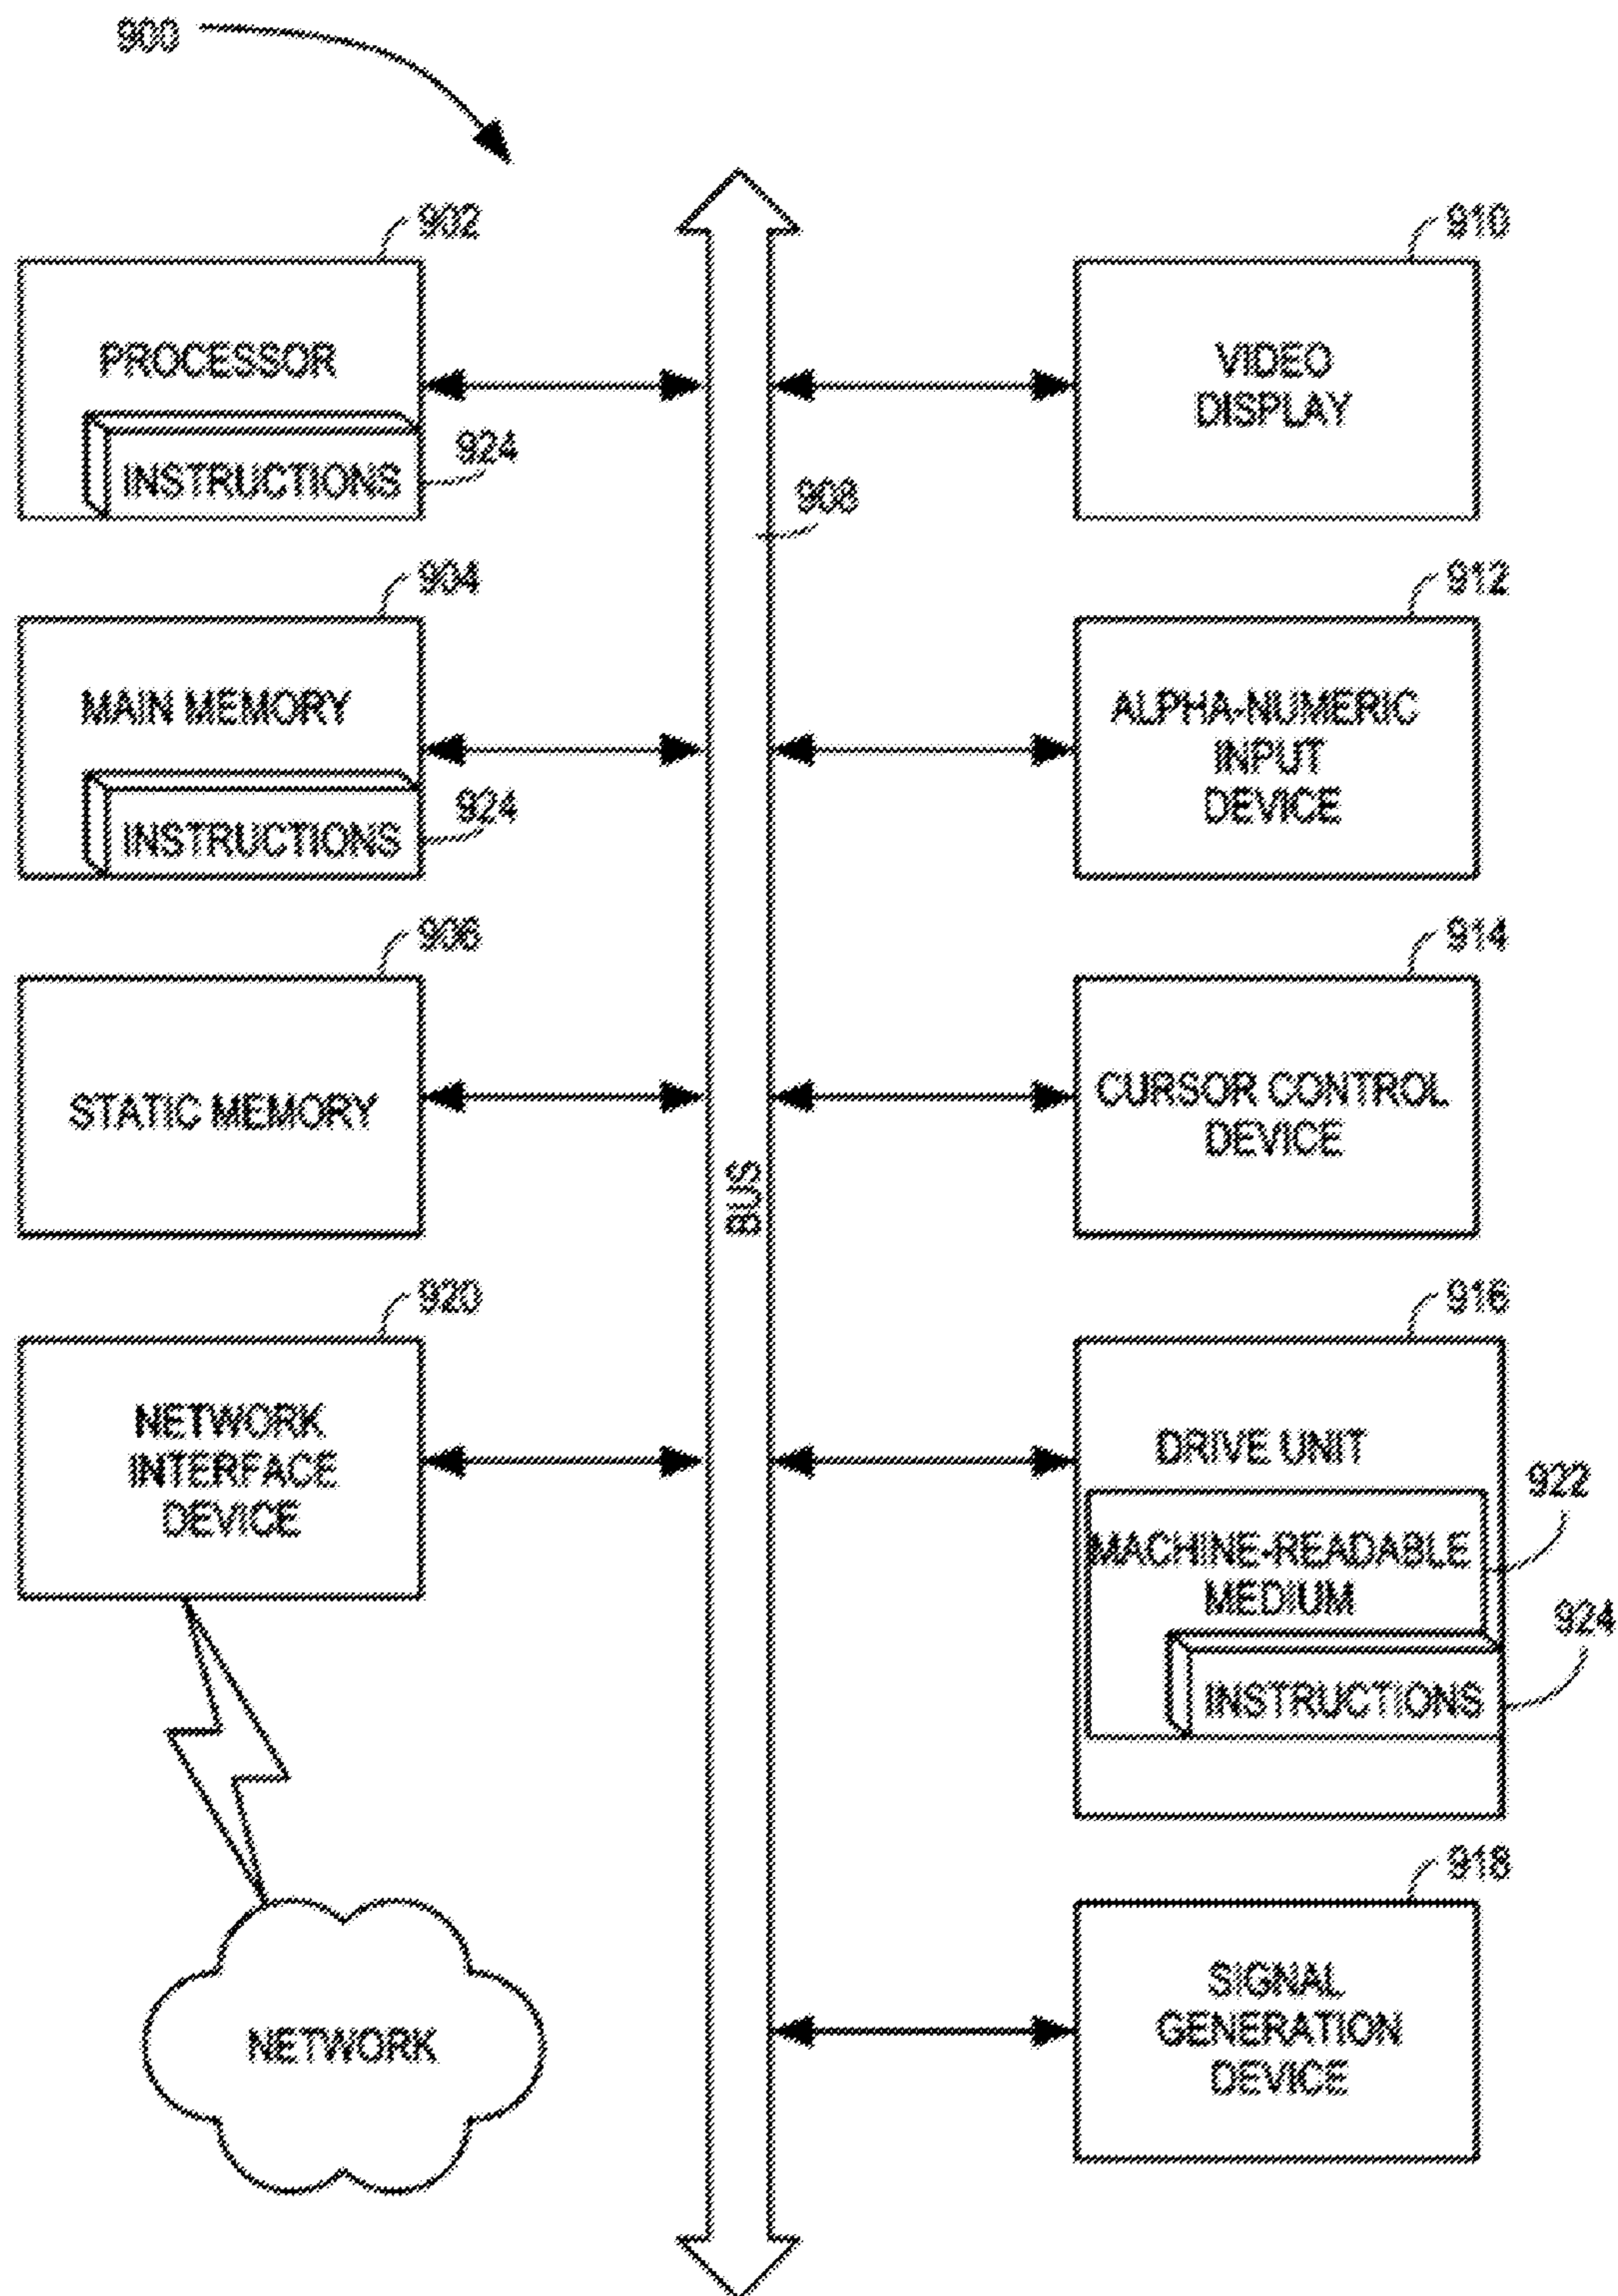 900
902
PROCESSOR
924
INSTRUCTIONS
904
MAIN MEMORY
924
INSTRUCTIONS
906
STATIC MEMORY
920
NETWORK
INTERFACE
DEVICE
NETWORK
908
BUS
910
VIDEO
DISPLAY
912
ALPHA-NUMERIC
INPUT
DEVICE
914
CURSOR CONTROL
DEVICE
916
DRIVE UNIT
922
MACHINE-READABLE
MEDIUM
924
INSTRUCTIONS
918
SIGNAL
GENERATION
DEVICE